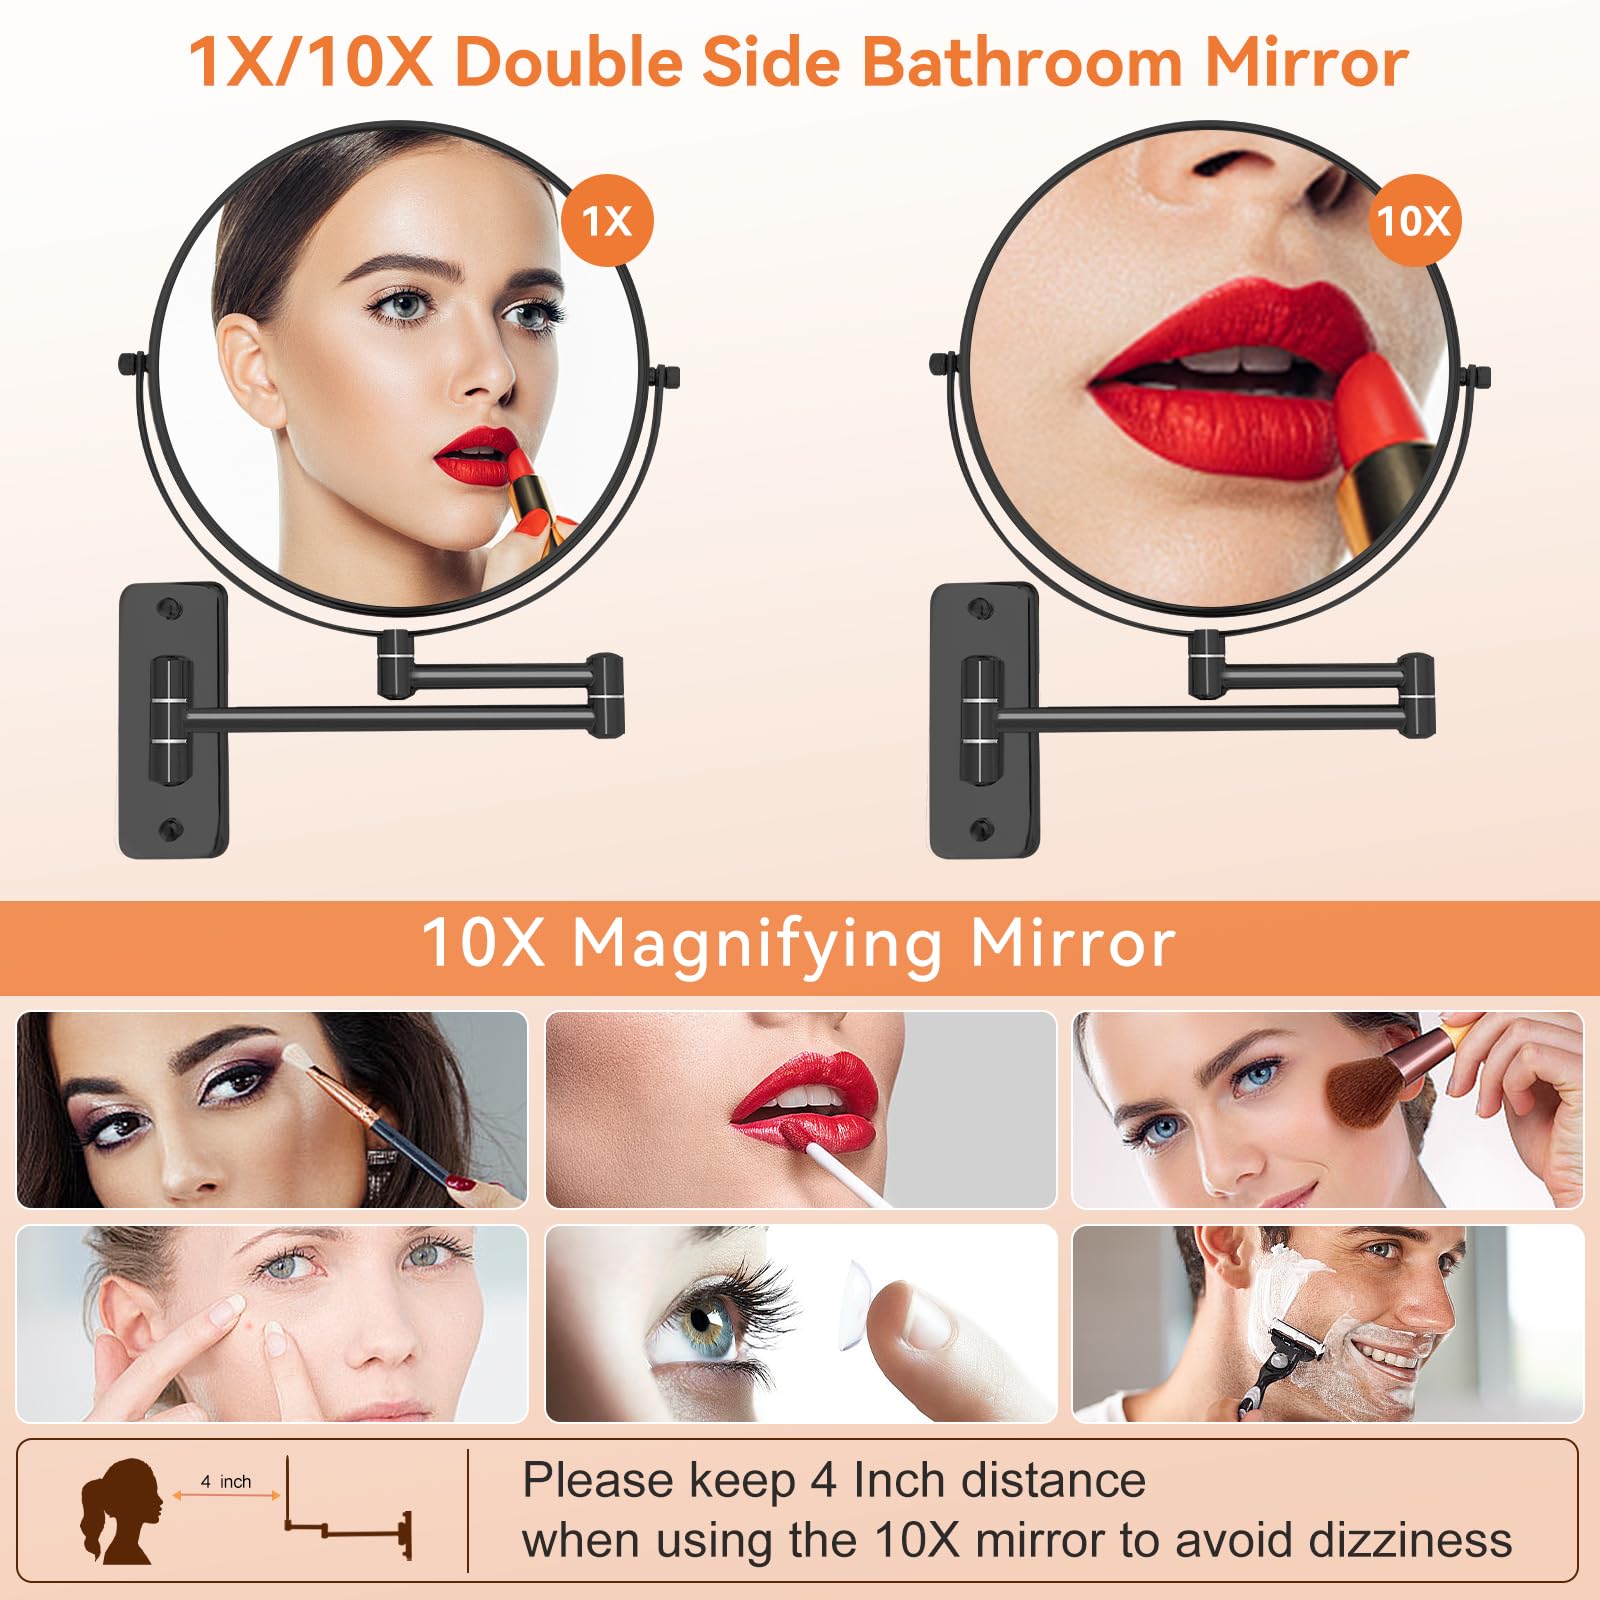 1X/10X Double Side Bathroom Mirror
1X
10X
10X Magnifying Mirror
4 inch
Please keep 4 Inch distance
when using the 10X mirror to avoid dizziness